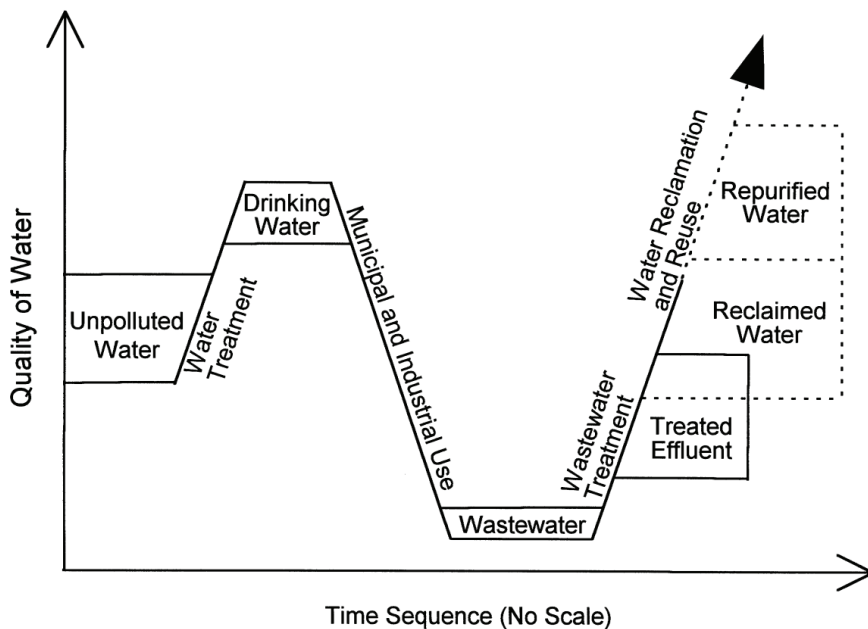 Quality of Water
Unpolluted
Water
Water
Treatment
Drinking
Water
Municipal and Industrial Use
Wastewater
Wastewater
Treatment
Water Reclamation
and Reuse
Repurified
Water
Reclaimed
Water
Treated
Effluent
Time Sequence (No Scale)